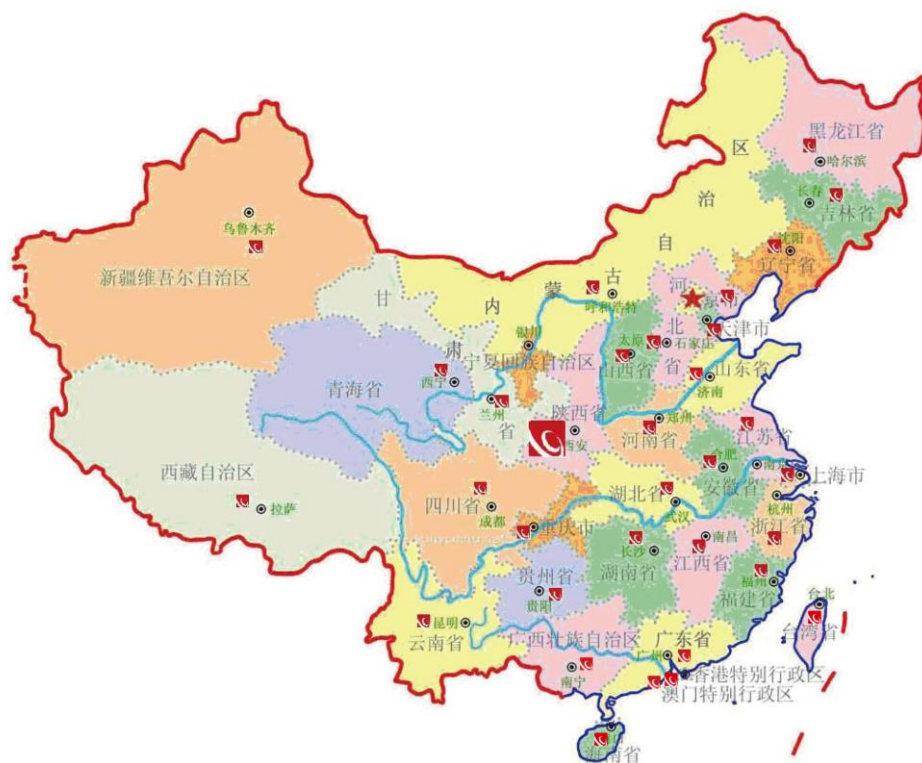 黑龙江省
哈尔滨
长春
吉林省
沈阳
辽宁省
内蒙古自治区
呼和浩特
乌鲁木齐
新疆维吾尔自治区
甘肃省
银川
宁夏回族自治区
河北省
天津市
石家庄
太原
山西省
山东省
济南
青海省
西宁
兰州
陕西省
西安
郑州
河南省
江苏省
合肥
安徽省
上海市
西藏自治区
拉萨
四川省
成都
重庆市
湖北省
武汉
杭州
浙江省
长沙
湖南省
南昌
江西省
贵州省
贵阳
福州
福建省
台北
台湾省
昆明
云南省
广西壮族自治区
南宁
广东省
广州
香港特别行政区
澳门特别行政区
海南省